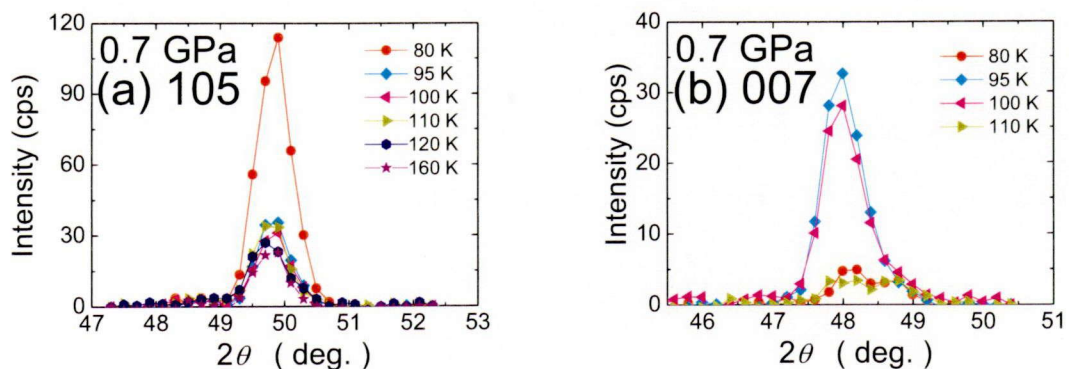 0.7 GPa
(a) 105
80 K
95 K
100 K
110 K
120 K
160 K
120
90
60
30
0
Intensity (cps)
47 48 49 50 51 52 53
2θ ( deg. )
0.7 GPa
(b) 007
80 K
95 K
100 K
110 K
40
30
20
10
0
Intensity (cps)
46 47 48 49 50 51
2θ ( deg. )